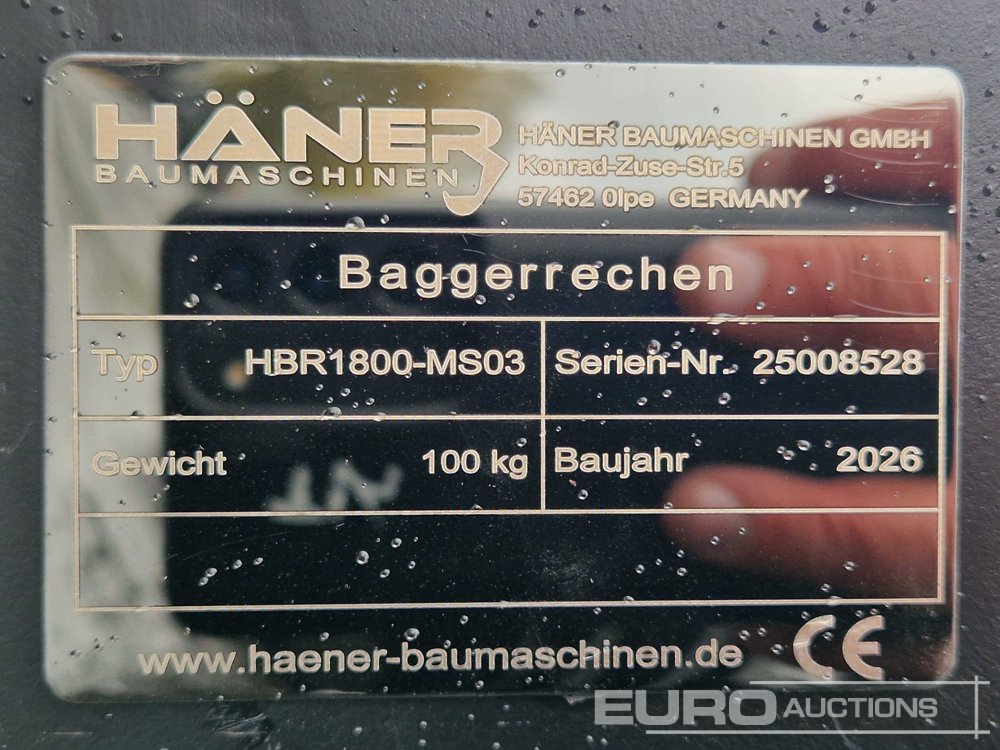 HÄNER
BAUMASCHINEN
HÄNER BAUMASCHINEN GMBH
Konrad-Zuse-Str.5
57462 Olpe GERMANY
Baggerrechen
Typ HBR1800-MS03 Serien-Nr. 25008528
Gewicht 100 kg Baujahr 2026
www.haener-baumaschinen.de CE
EURO AUCTIONS